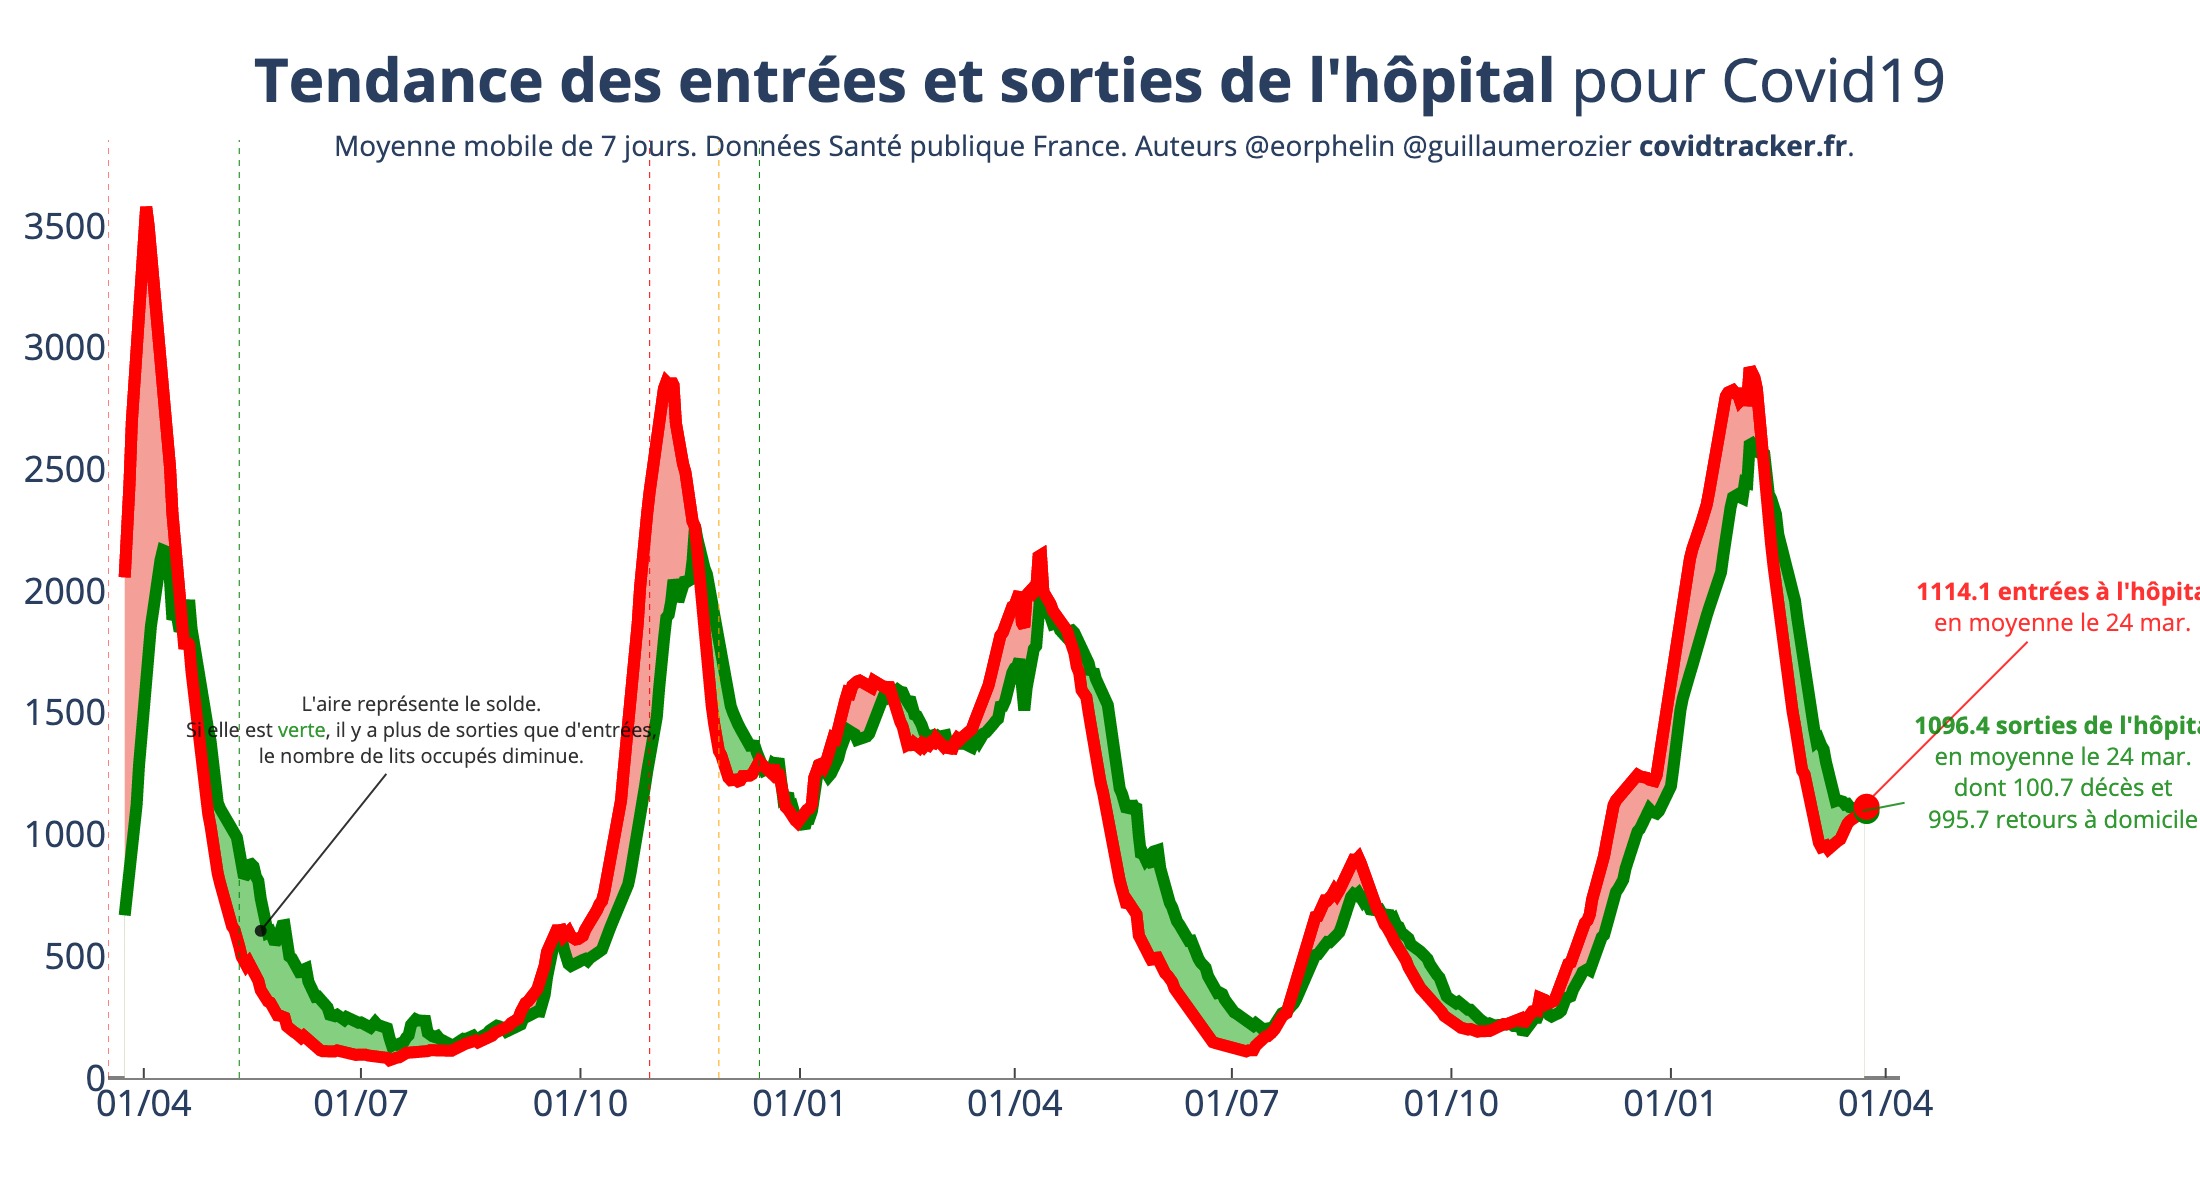 Tendance des entrées et sorties de l'hôpital pour Covid19
Moyenne mobile de 7 jours. Données Santé publique France. Auteurs @eorphelin @guillaumerozier covidtracker.fr.
3500
3000
2500
2000
1500
1000
500
0
L'aire représente le solde.
Si elle est verte, il y a plus de sorties que d'entrées,
le nombre de lits occupés diminue.
1114.1 entrées à l'hôpita
en moyenne le 24 mar.
1096.4 sorties de l'hôpita
en moyenne le 24 mar.
dont 100.7 décès et
995.7 retours à domicile
01/04
01/07
01/10
01/01
01/04
01/07
01/10
01/01
01/04